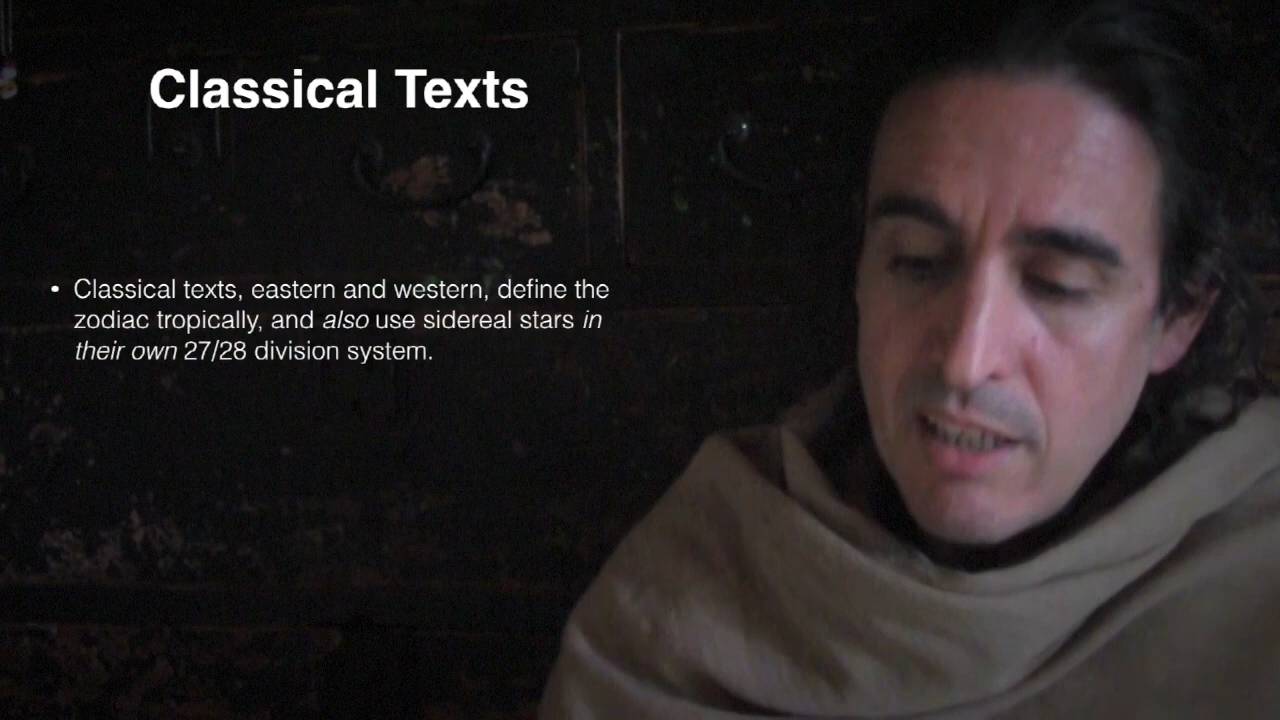 Classical Texts
• Classical texts, eastern and western, define the
zodiac tropically, and also use sidereal stars in
their own 27/28 division system.